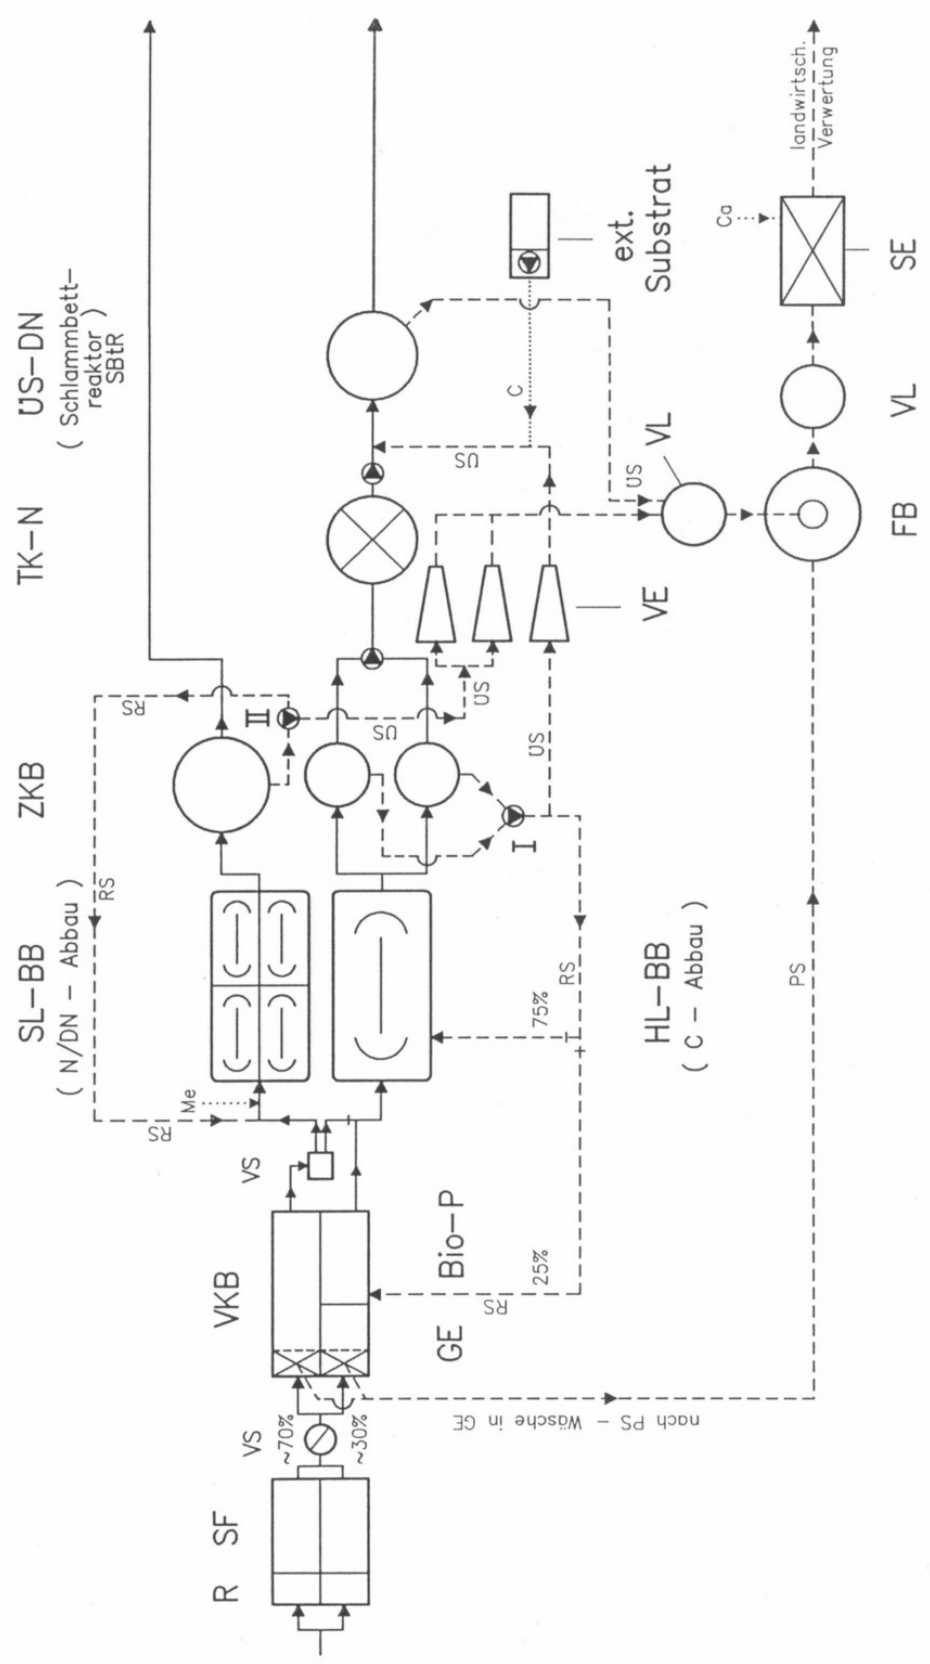 R
SF
VS
~70%
~30%
VKB
GE
Bio-P
VS
Me
SL-BB
( N/DN - Abbau )
HL-BB
( C - Abbau )
ZKB
TK-N
ÜS-DN
( Schlammbett-
reaktor )
SBtR
RS
RS
RS
II
I
ÜS
ÜS
ÜS
ÜS
ÜS
RS
75%
25%
RS
VE
C
ext.
Substrat
VL
nach PS - Wäsche in GE
PS
FB
VL
SE
Ca
landwirtsch.
Verwertung